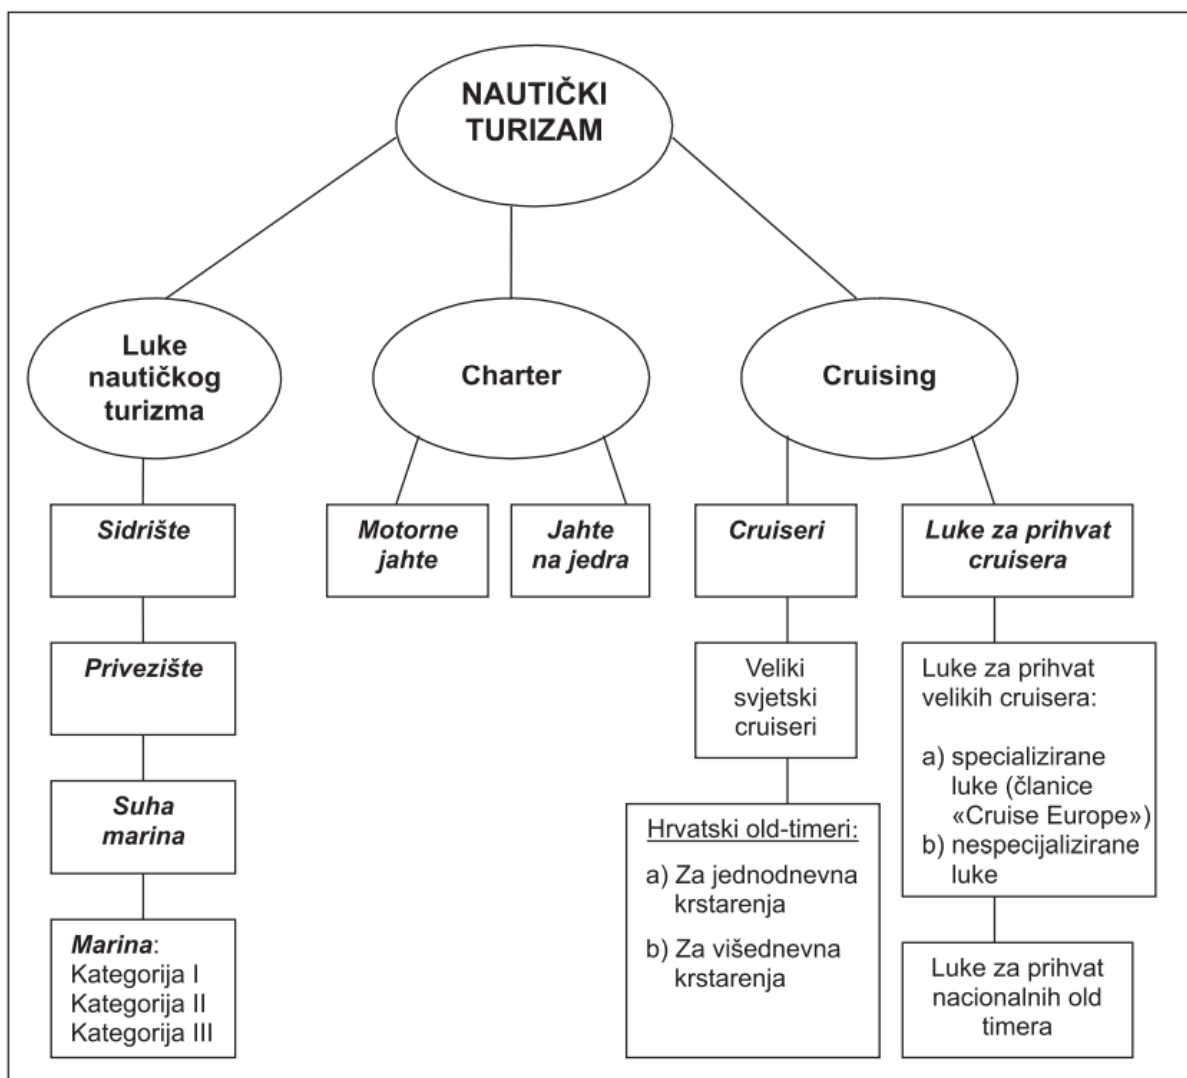 NAUTIČKI
TURIZAM
Luke
nautičkog
turizma
Charter
Cruising
Sidrište
Motorne
jahte
Jahte
na jedra
Cruiseri
Luke za prihvat
cruisera
Privezište
Veliki
svjetski
cruiseri
Luke za prihvat
velikih cruisera:
a) specializirane
luke (članice
«Cruise Europe»)
b) nespecijalizirane
luke
Suha
marina
Hrvatski old-timeri:
a) Za jednodnevna
krstarenja
b) Za višednevna
krstarenja
Marina:
Kategorija I
Kategorija II
Kategorija III
Luke za prihvat
nacionalnih old
timera